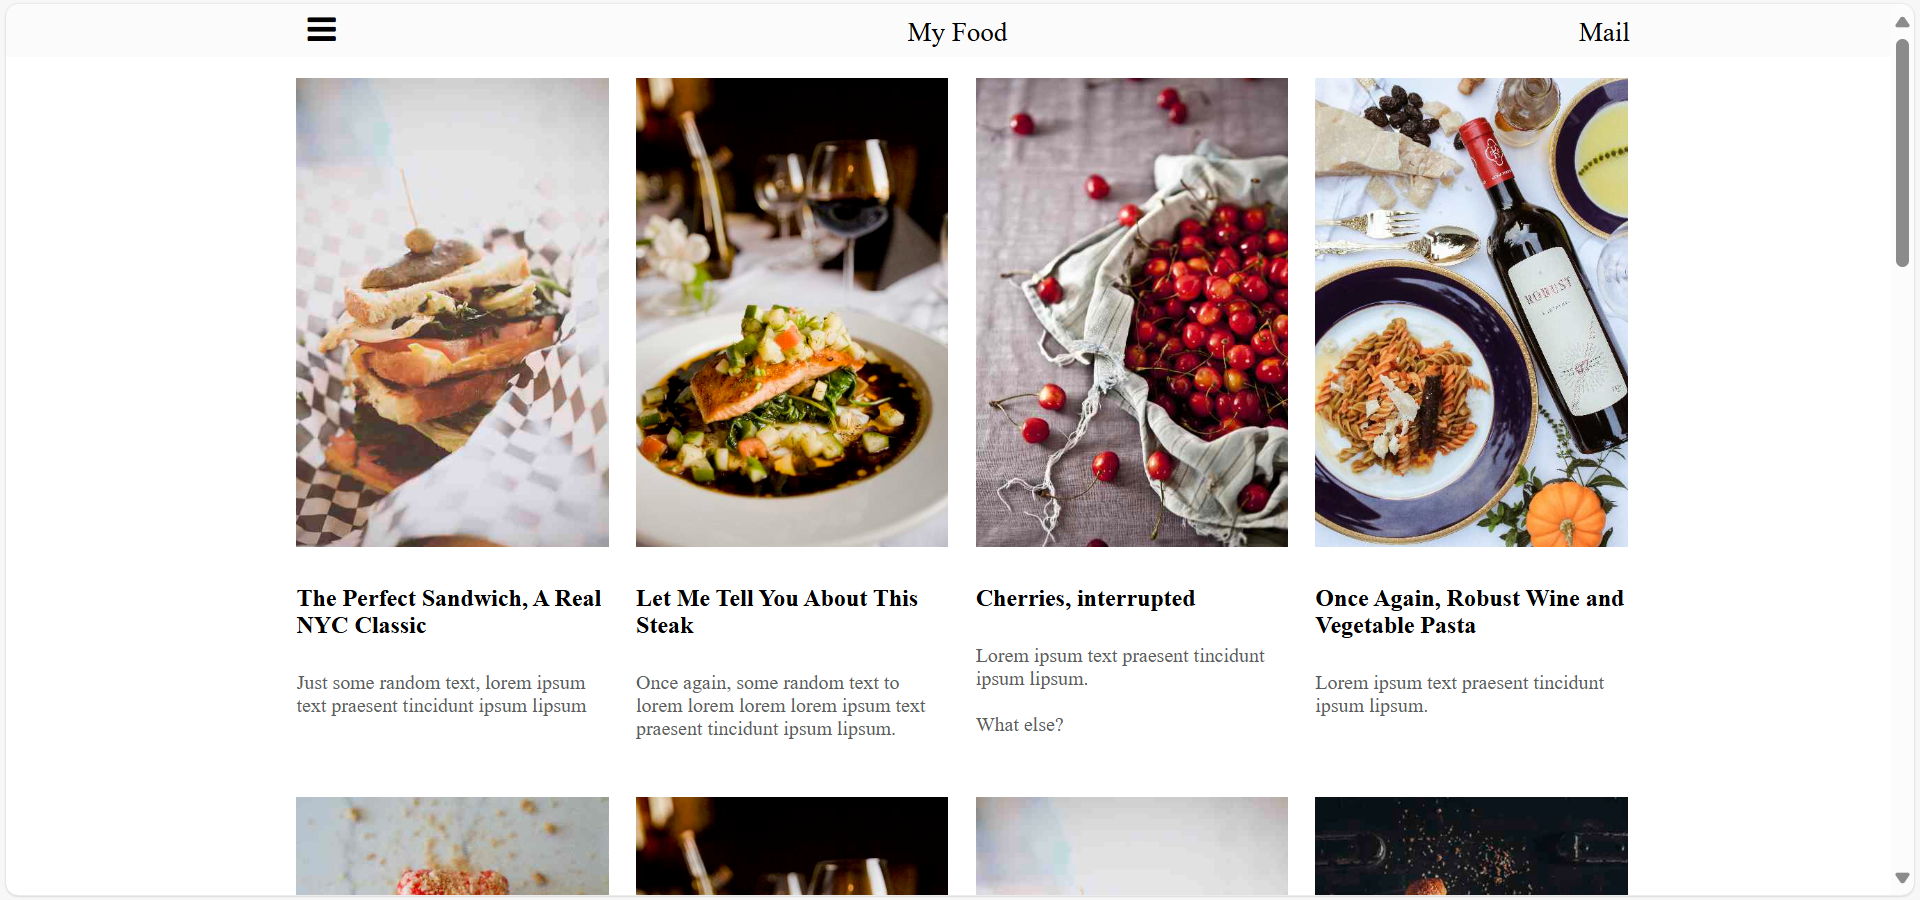 My Food
Mail
ROBUST
The Perfect Sandwich, A Real
NYC Classic
Just some random text, lorem ipsum
text praesent tincidunt ipsum lipsum
Let Me Tell You About This
Steak
Once again, some random text to
lorem lorem lorem lorem ipsum text
praesent tincidunt ipsum lipsum.
Cherries, interrupted
Lorem ipsum text praesent tincidunt
ipsum lipsum.
What else?
Once Again, Robust Wine and
Vegetable Pasta
Lorem ipsum text praesent tincidunt
ipsum lipsum.